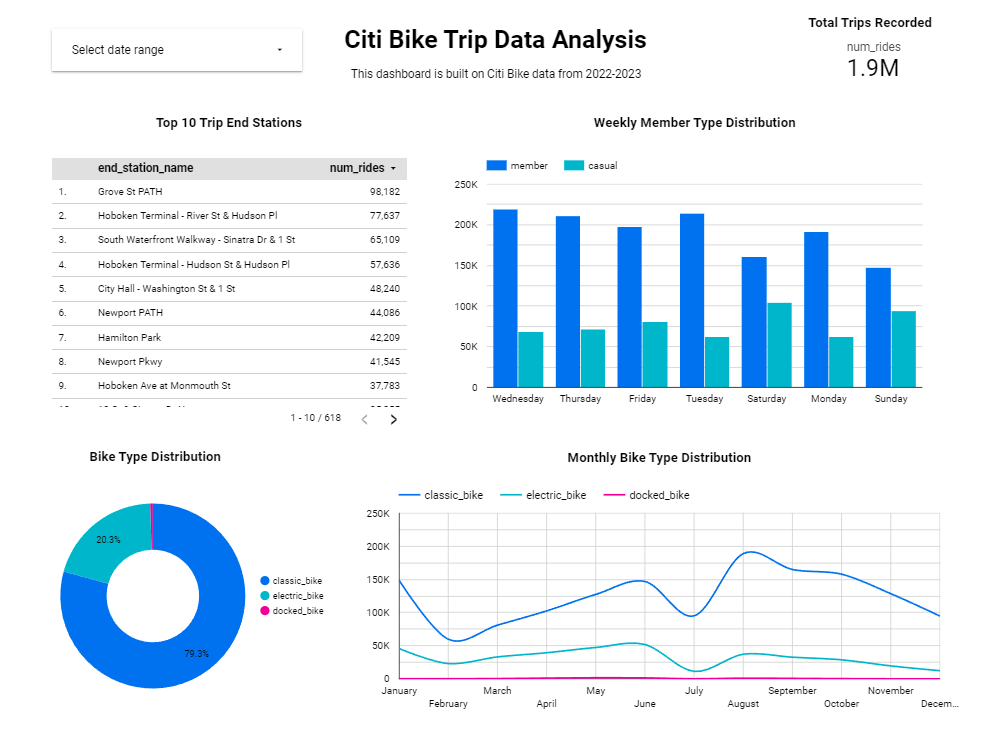 Select date range
Citi Bike Trip Data Analysis
This dashboard is built on Citi Bike data from 2022-2023
Total Trips Recorded
num_rides
1.9M
Top 10 Trip End Stations
end_station_name num_rides
1. Grove St PATH 98,182
2. Hoboken Terminal - River St & Hudson Pl 77,637
3. South Waterfront Walkway - Sinatra Dr & 1 St 65,109
4. Hoboken Terminal - Hudson St & Hudson Pl 57,636
5. City Hall - Washington St & 1 St 48,240
6. Newport PATH 44,086
7. Hamilton Park 42,209
8. Newport Pkwy 41,545
9. Hoboken Ave at Monmouth St 37,783
1 - 10 / 618
Weekly Member Type Distribution
member casual
250K
200K
150K
100K
50K
0
Wednesday Thursday Friday Tuesday Saturday Monday Sunday
Bike Type Distribution
20.3%
79.3%
classic_bike
electric_bike
docked_bike
Monthly Bike Type Distribution
classic_bike electric_bike docked_bike
250K
200K
150K
100K
50K
0
January March May July September November
February April June August October Decem...